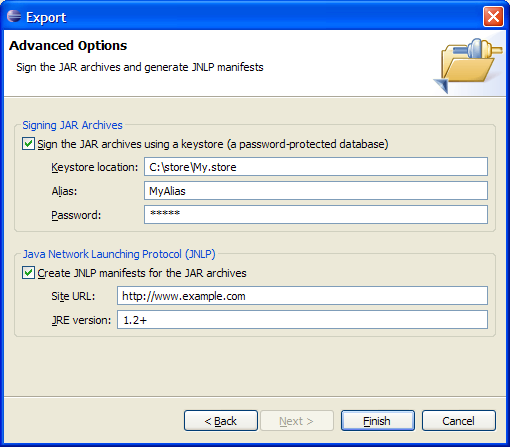 Export
Advanced Options
Sign the JAR archives and generate JNLP manifests
Signing JAR Archives
Sign the JAR archives using a keystore (a password-protected database)
Keystore location: C:\store\My.store
Alias: MyAlias
Password: *****
Java Network Launching Protocol (JNLP)
Create JNLP manifests for the JAR archives
Site URL: http://www.example.com
JRE version: 1.2+
< Back Next > Finish Cancel